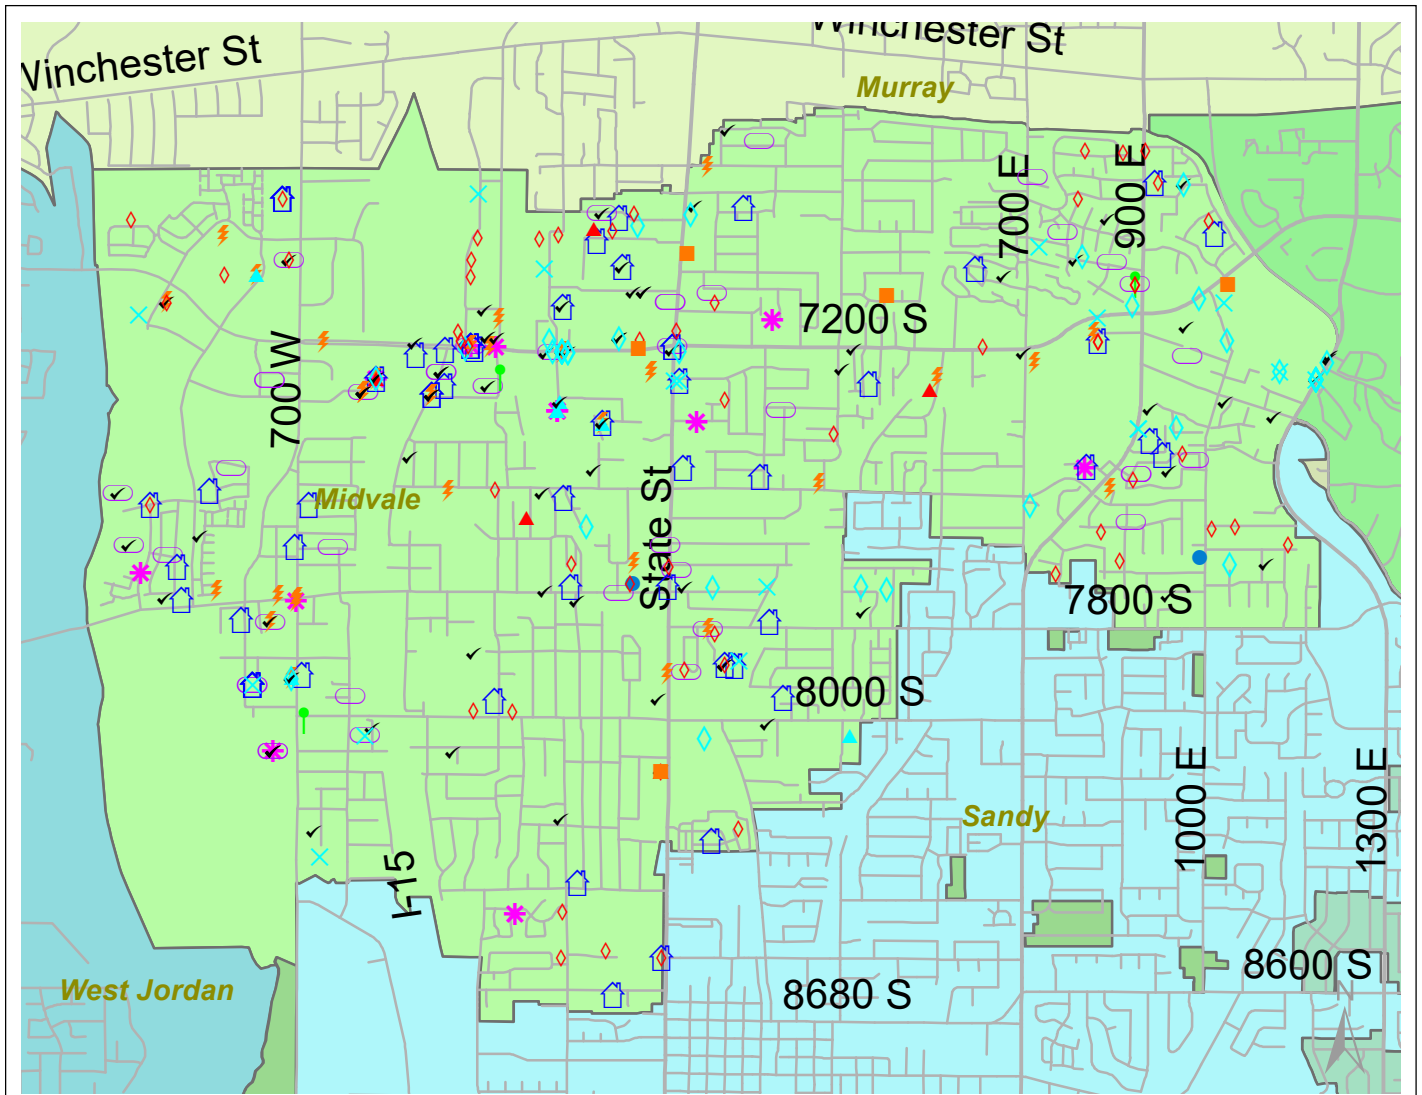 Winchester St
Winchester St
Murray
700 E
900 E
7200 S
700 W
Midvale
State St
7800 S
8000 S
Sandy
1000 E
1300 E
I-15
West Jordan
8680 S
8600 S
N